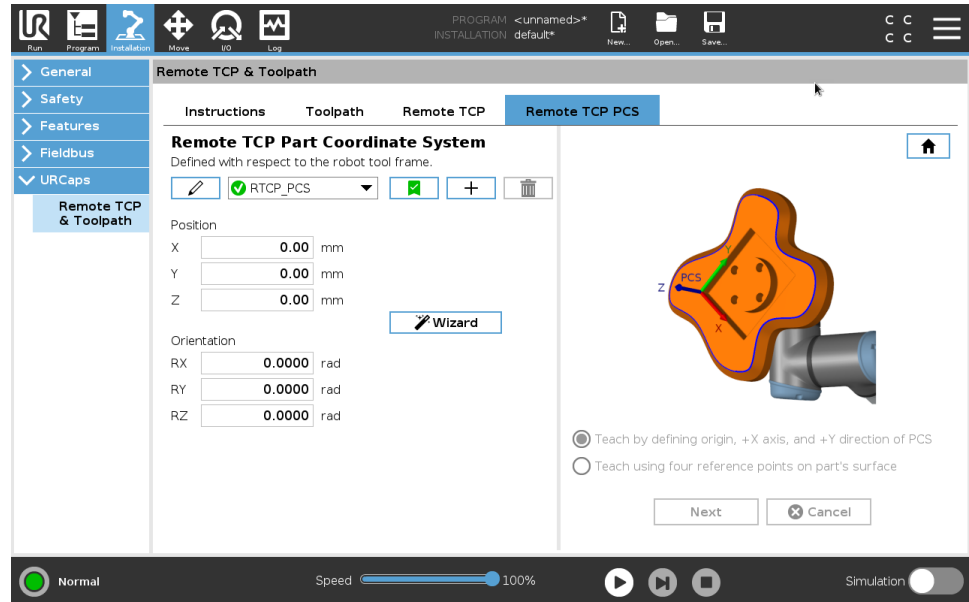 PROGRAM <unnamed>*
INSTALLATION default*
Run Program Installation Move I/O Log New... Open... Save...
C C
C C
General
Safety
Features
Fieldbus
URCaps
Remote TCP
& Toolpath
Remote TCP & Toolpath
Instructions Toolpath Remote TCP Remote TCP PCS
Remote TCP Part Coordinate System
Defined with respect to the robot tool frame.
RTCP_PCS
Position
X 0.00 mm
Y 0.00 mm
Z 0.00 mm
Wizard
Orientation
RX 0.0000 rad
RY 0.0000 rad
RZ 0.0000 rad
Y
PCS
Z
X
Teach by defining origin, +X axis, and +Y direction of PCS
Teach using four reference points on part's surface
Next Cancel
Normal Speed 100% Simulation